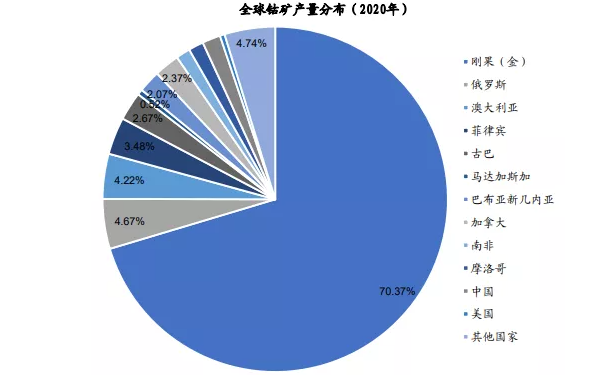 全球钴矿产量分布（2020年）
4.74%
2.37%
2.07%
0.52%
2.67%
3.48%
4.22%
4.67%
70.37%
刚果（金）
俄罗斯
澳大利亚
菲律宾
古巴
马达加斯加
巴布亚新几内亚
加拿大
南非
摩洛哥
中国
美国
其他国家